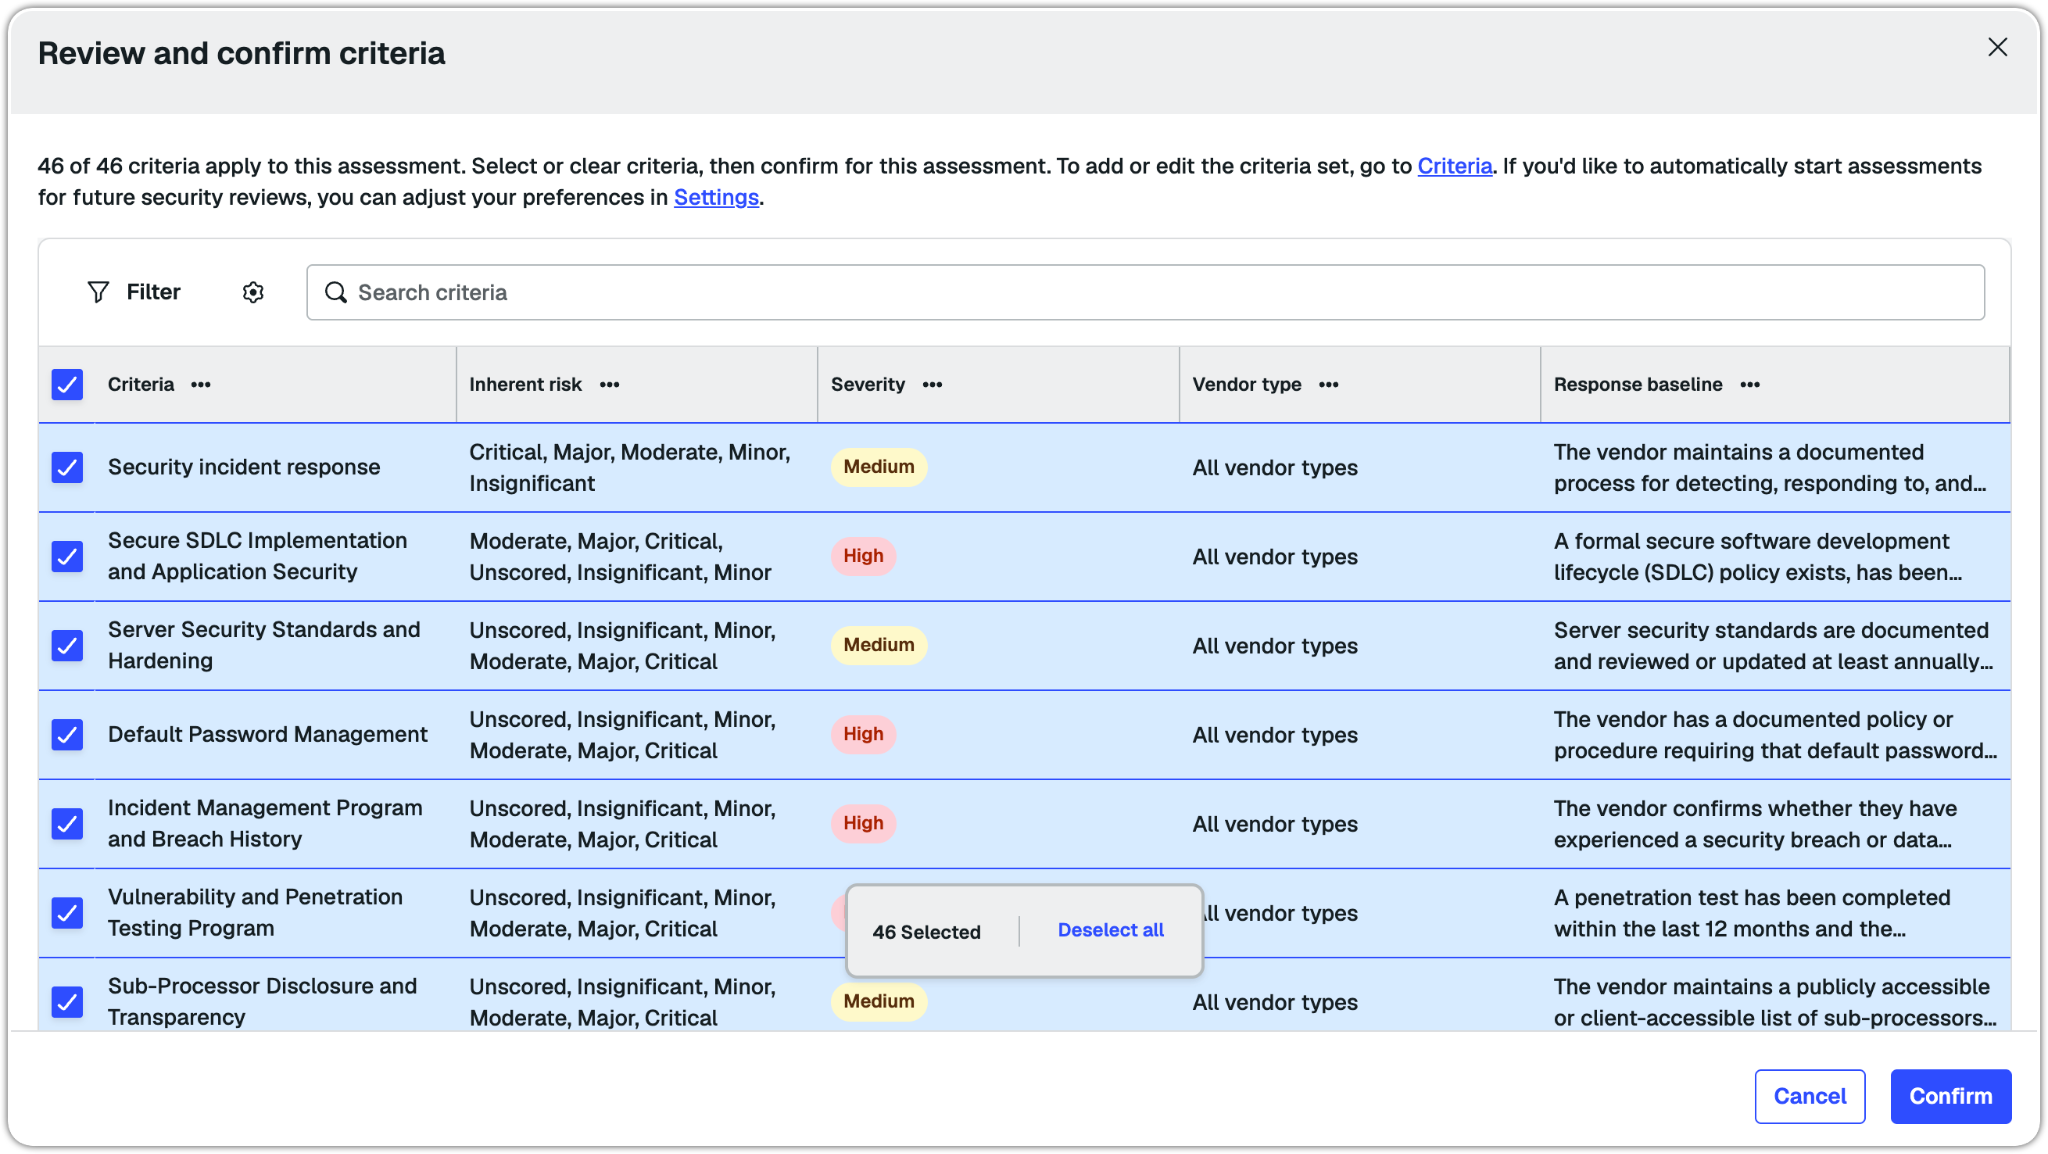 Review and confirm criteria
46 of 46 criteria apply to this assessment. Select or clear criteria, then confirm for this assessment. To add or edit the criteria set, go to Criteria. If you'd like to automatically start assessments
for future security reviews, you can adjust your preferences in Settings.
Filter
Search criteria
Criteria ••• Inherent risk ••• Severity ••• Vendor type ••• Response baseline •••
Security incident response
Critical, Major, Moderate, Minor,
Insignificant
Medium
All vendor types
The vendor maintains a documented
process for detecting, responding to, and...
Secure SDLC Implementation
and Application Security
Moderate, Major, Critical,
Unscored, Insignificant, Minor
High
All vendor types
A formal secure software development
lifecycle (SDLC) policy exists, has been...
Server Security Standards and
Hardening
Unscored, Insignificant, Minor,
Moderate, Major, Critical
Medium
All vendor types
Server security standards are documented
and reviewed or updated at least annually...
Default Password Management
Unscored, Insignificant, Minor,
Moderate, Major, Critical
High
All vendor types
The vendor has a documented policy or
procedure requiring that default password...
Incident Management Program
and Breach History
Unscored, Insignificant, Minor,
Moderate, Major, Critical
High
All vendor types
The vendor confirms whether they have
experienced a security breach or data...
Vulnerability and Penetration
Testing Program
Unscored, Insignificant, Minor,
Moderate, Major, Critical
All vendor types
A penetration test has been completed
within the last 12 months and the...
46 Selected
Deselect all
Sub-Processor Disclosure and
Transparency
Unscored, Insignificant, Minor,
Moderate, Major, Critical
Medium
All vendor types
The vendor maintains a publicly accessible
or client-accessible list of sub-processors...
Cancel
Confirm